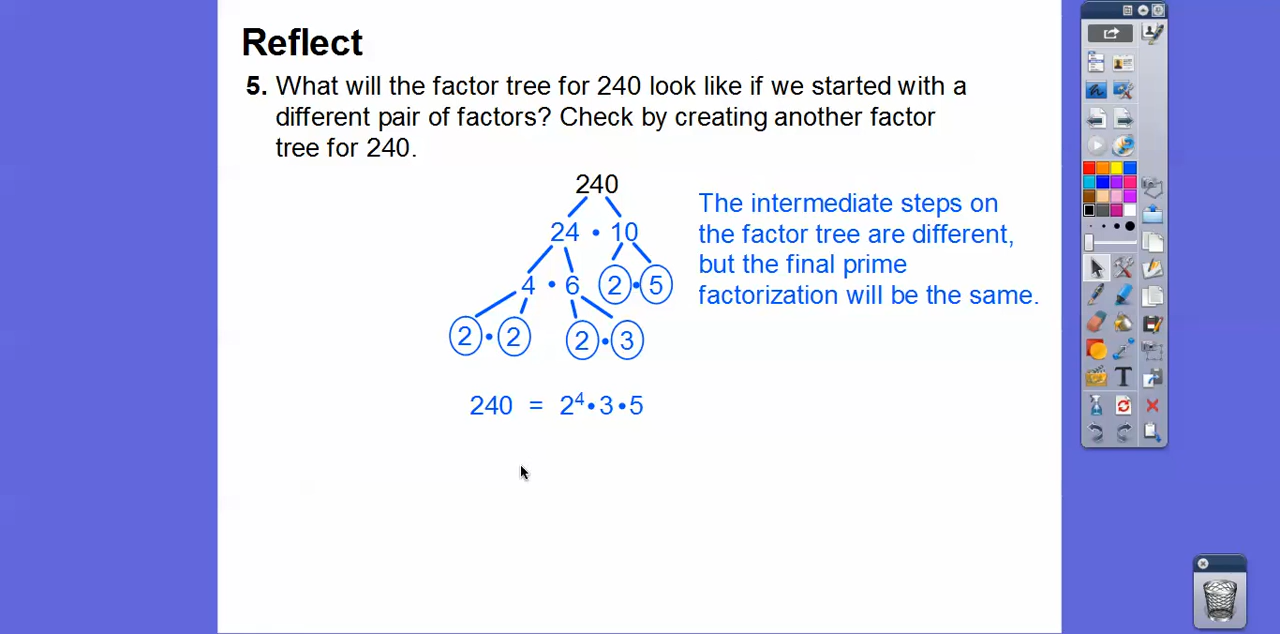 Reflect
5. What will the factor tree for 240 look like if we started with a
different pair of factors? Check by creating another factor
tree for 240.
240
24 • 10
4 • 6 2 • 5
2 • 2 2 • 3
240 = 2⁴ • 3 • 5
The intermediate steps on
the factor tree are different,
but the final prime
factorization will be the same.
T